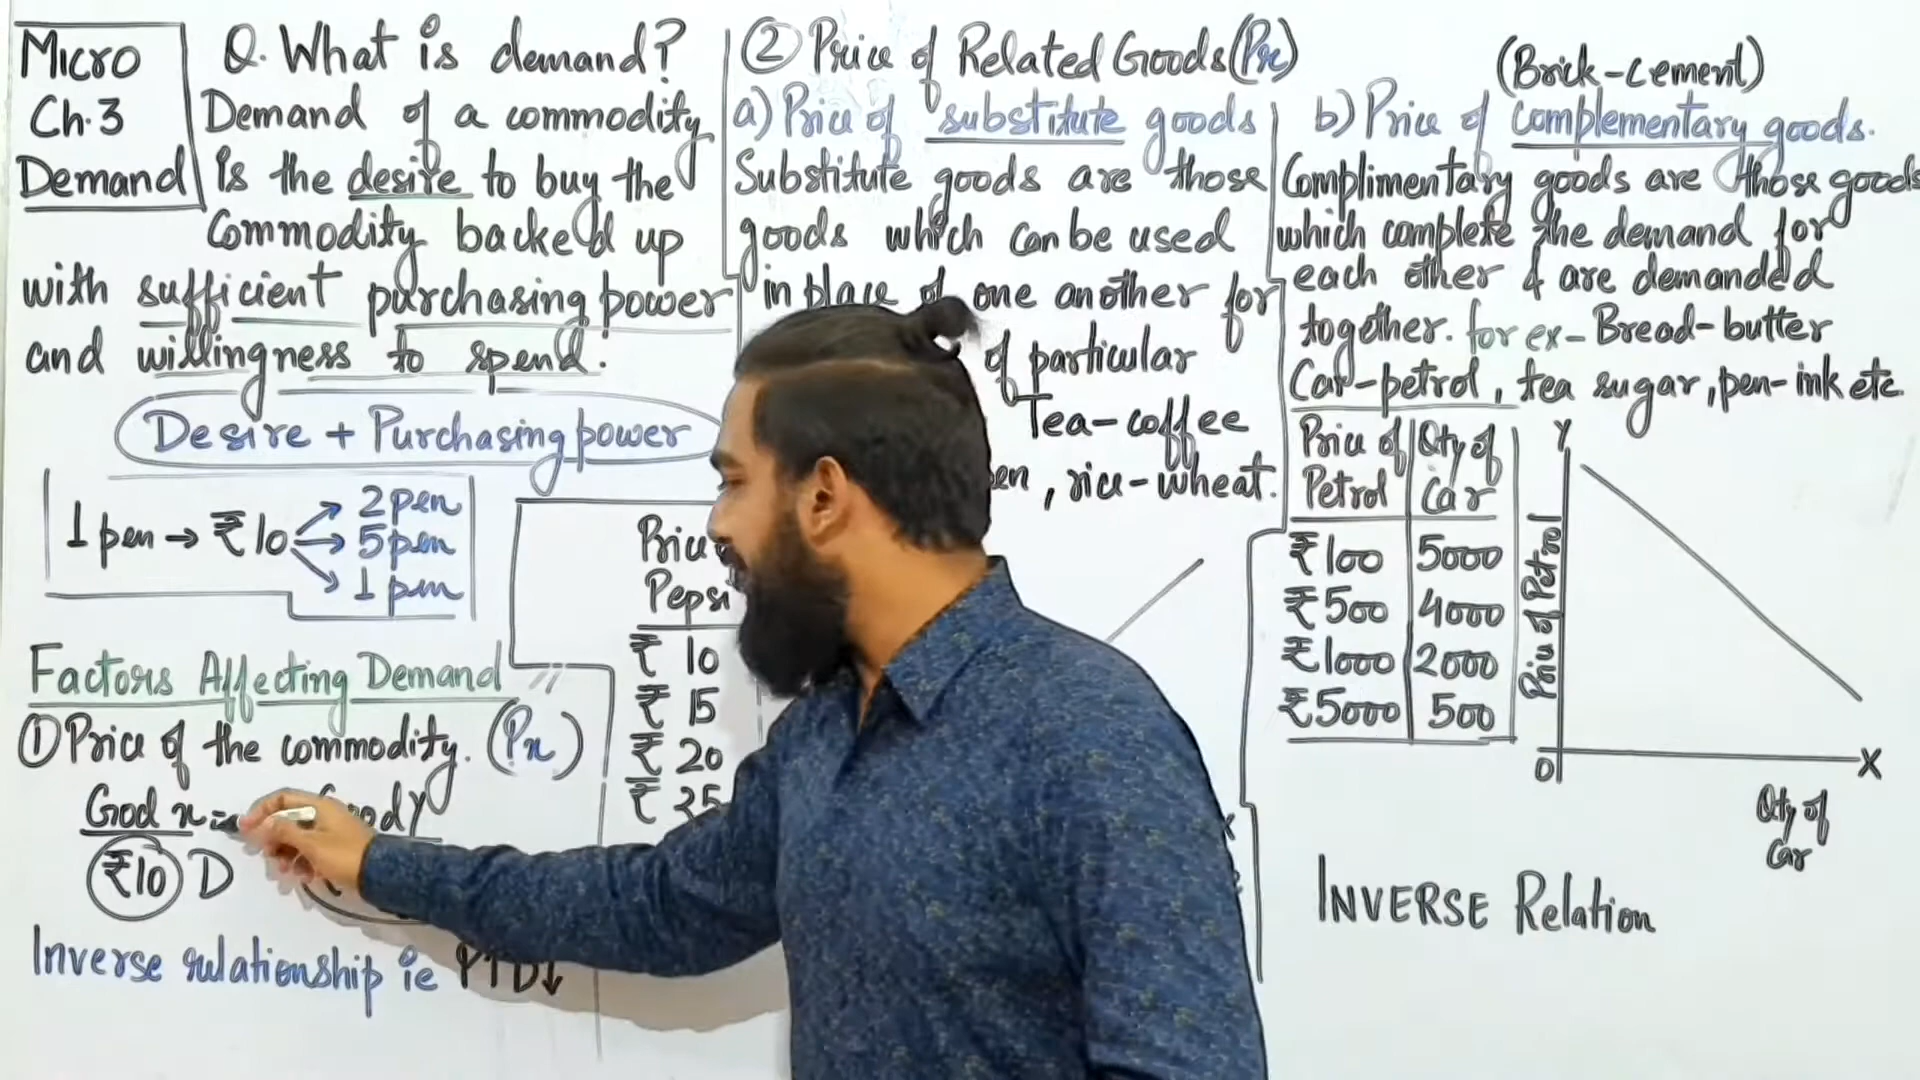 Micro
Ch.3
Demand
Q. What is demand?
Demand of a commodity
is the desire to buy the
Commodity backed up
with sufficient purchasing power
and willingness to spend.
Desire + Purchasing power
1 pen → ₹10 → 2 pen
→ 5 pen
→ 1 pen
Factors Affecting Demand
① Price of the commodity. (Px)
God x
₹10 D
Inverse relationship ie P↑ D↓
② Price of Related Goods (Pr)
a) Price of substitute goods
Substitute goods are those
goods which can be used
in place of one another for
of particular
Tea-coffee
, rice-wheat.
Price
Pepsi
₹ 10
₹ 15
₹ 20
₹ 25
(Brick-cement)
b) Price of complementary goods.
Complimentary goods are those goods
which complete the demand for
each other & are demanded
together. for ex- Bread-butter
Car-petrol, tea sugar, pen-ink etc
Price of Qty of
Petrol Car
₹100 5000
₹500 4000
₹1000 2000
₹5000 500
Y
Price of Petrol
O
X
Qty of
Car
INVERSE Relation